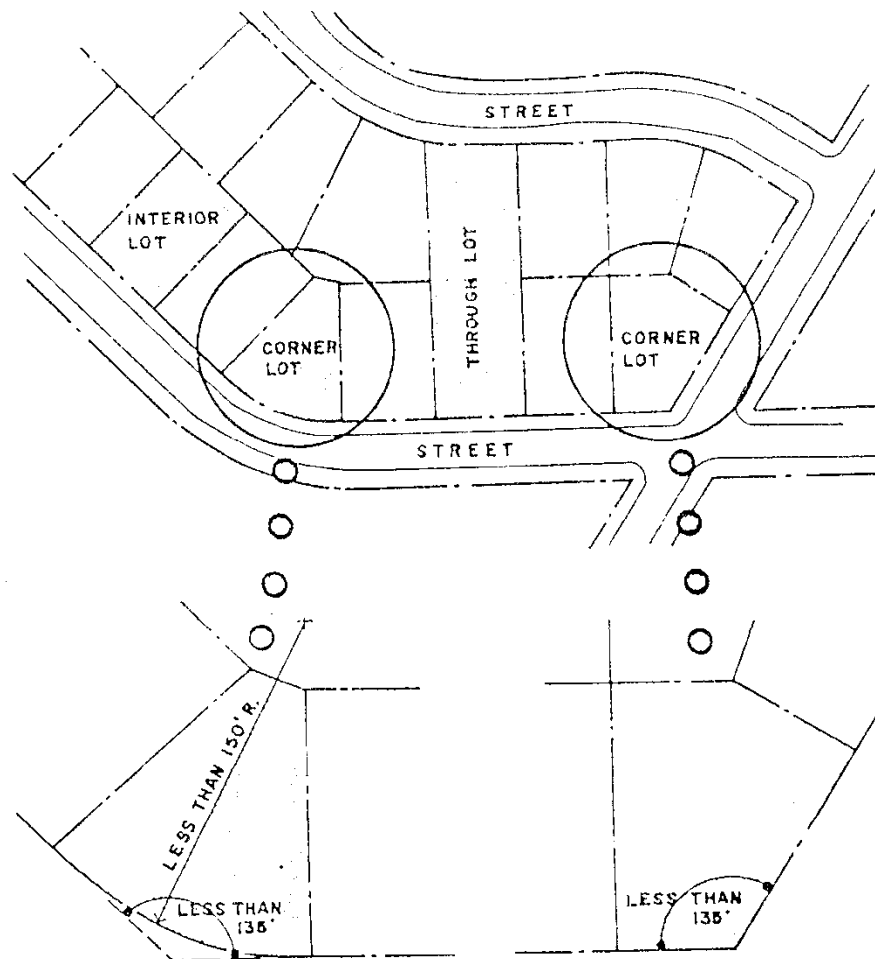 STREET
INTERIOR
LOT
THROUGH LOT
CORNER
LOT
CORNER
LOT
STREET
LESS THAN 150' R.
LESS THAN
135°
LESS THAN
135°